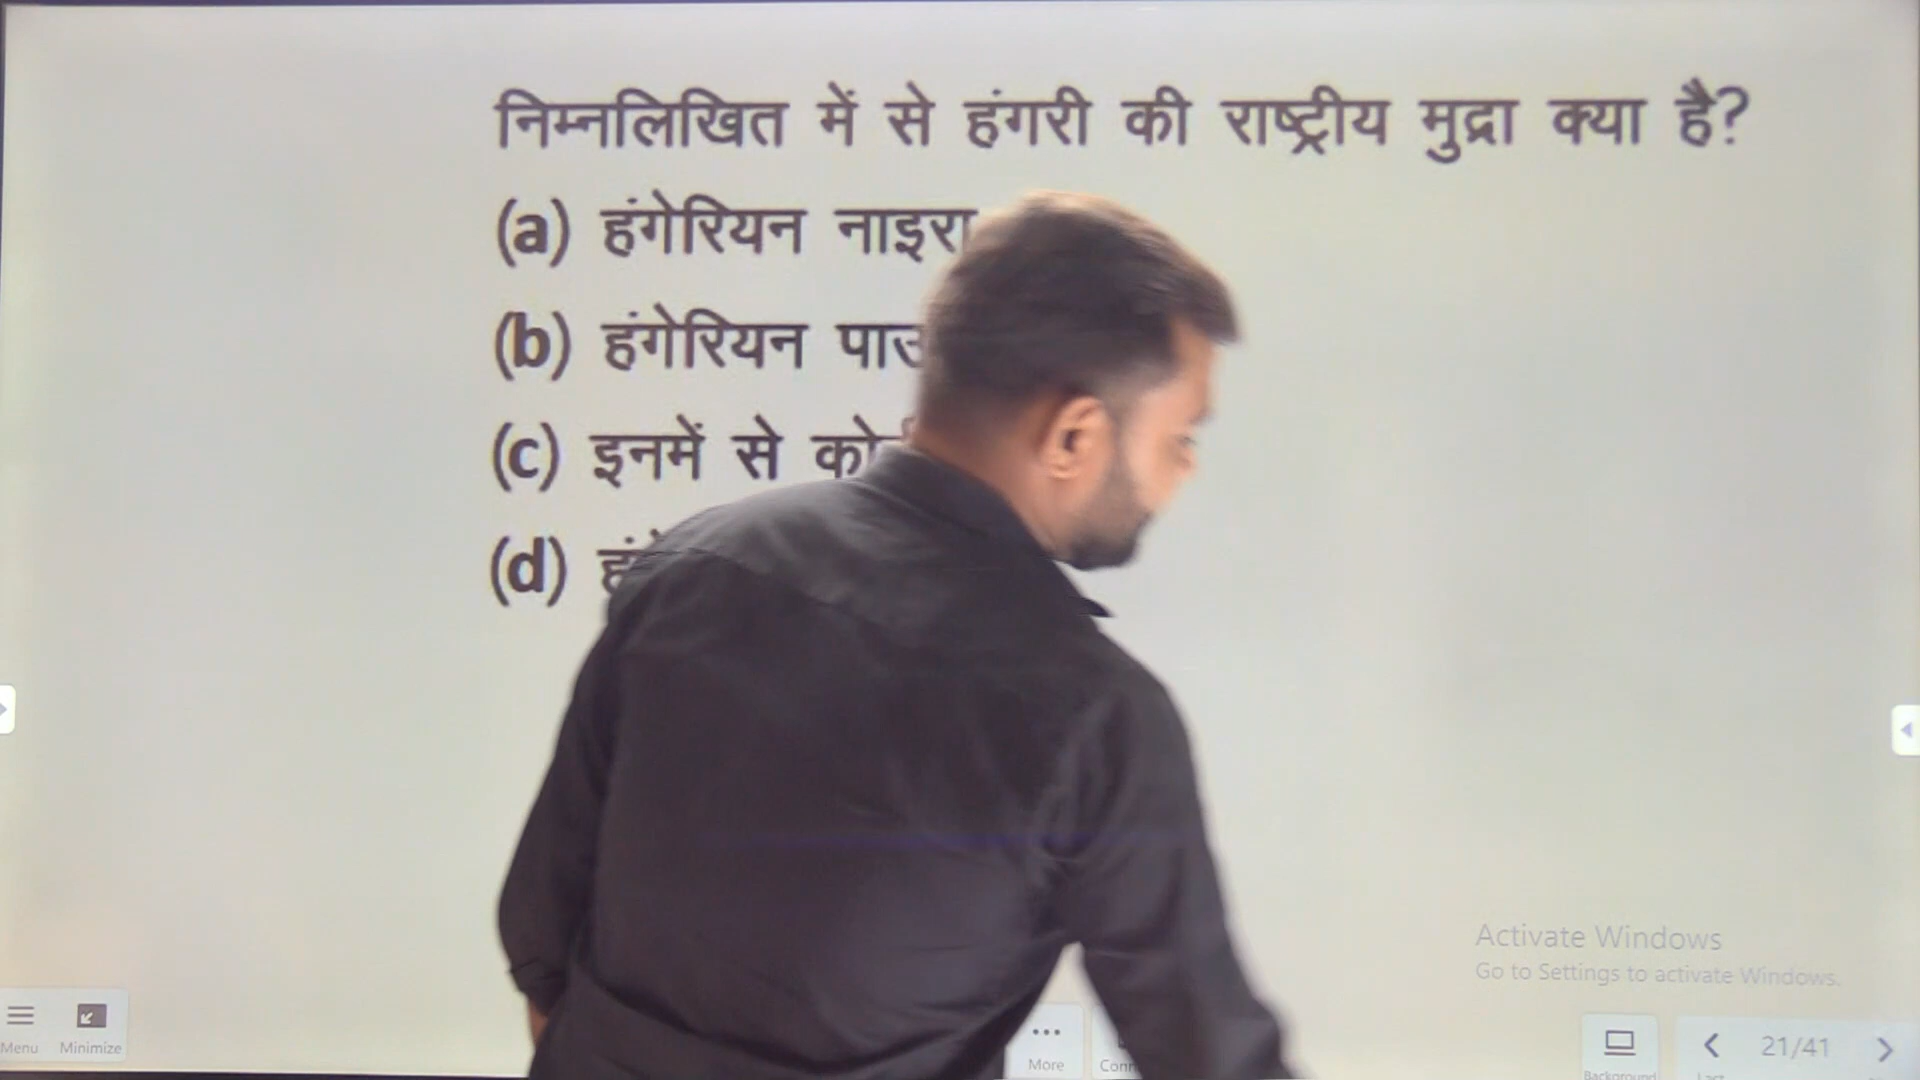 निम्नलिखित में से हंगरी की राष्ट्रीय मुद्रा क्या है?
(a) हंगेरियन नाइरा
(b) हंगेरियन
(c) इनमें से
(d)
Activate Windows
Go to Settings to activate Windows.
Menu
Minimize
More
Background
21/41